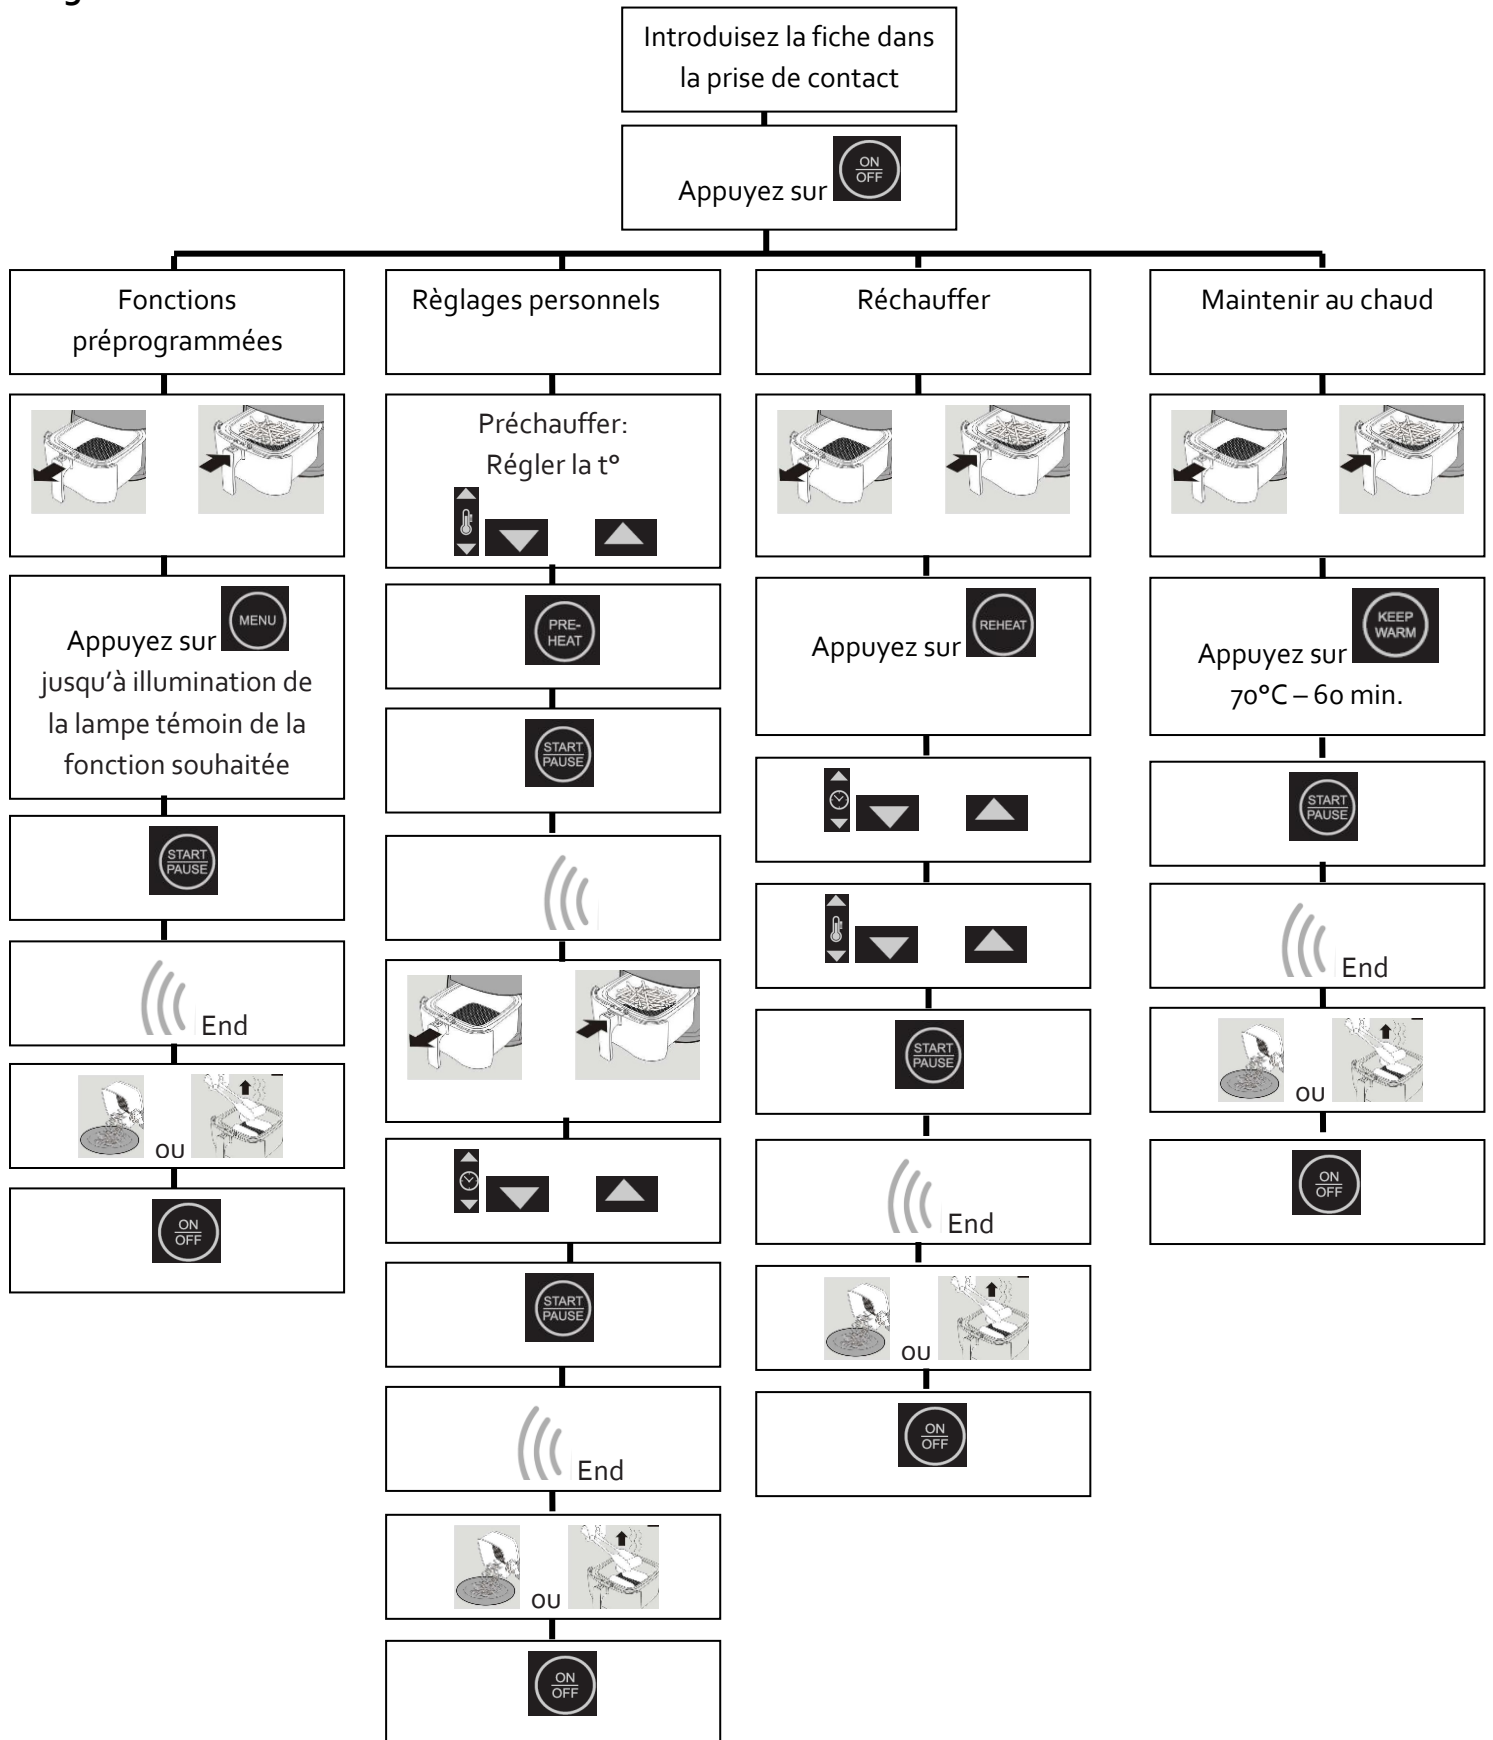 Introduisez la fiche dans
la prise de contact
ON
OFF
Appuyez sur
Fonctions
préprogrammées
MENU
Appuyez sur
jusqu'à illumination de
la lampe témoin de la
fonction souhaitée
START
PAUSE
End
ou
ON
OFF
Règlages personnels
Préchauffer:
Régler la t°
PRE-
HEAT
START
PAUSE
START
PAUSE
End
ou
ON
OFF
Réchauffer
Appuyez sur REHEAT
START
PAUSE
End
ou
ON
OFF
Maintenir au chaud
KEEP
WARM
Appuyez sur
70°C – 60 min.
START
PAUSE
End
ou
ON
OFF